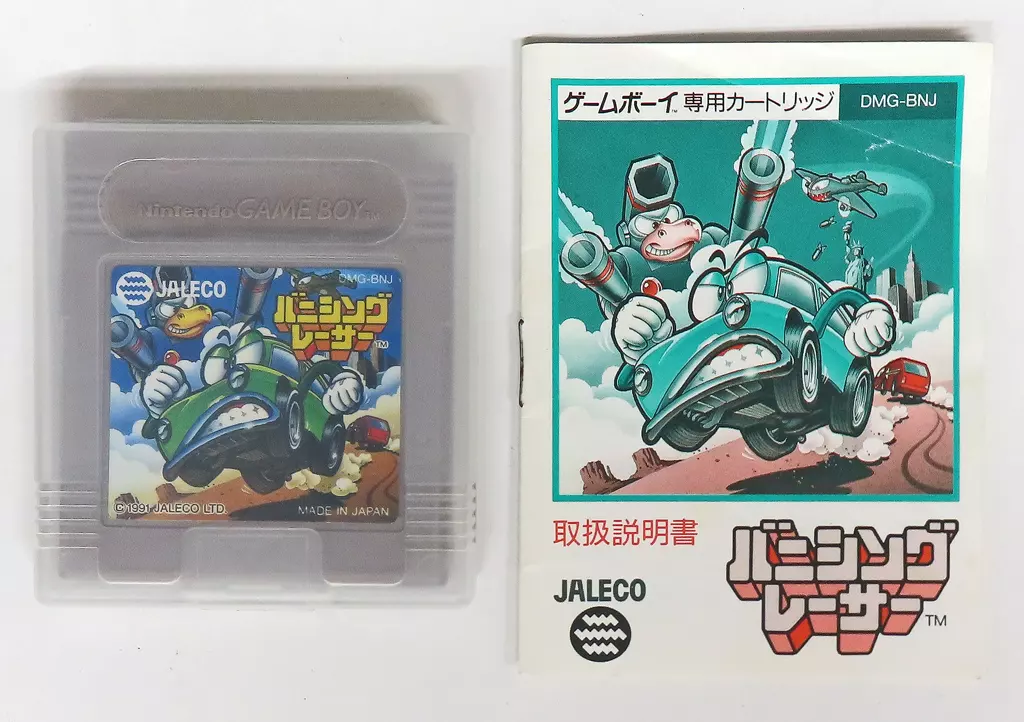 Nintendo GAME BOY TM
JALECO
DMG-BNJ
バニシング
レーサー TM
© 1991 JALECO LTD.
MADE IN JAPAN
ゲームボーイ TM 専用カートリッジ
DMG-BNJ
取扱説明書
JALECO
バニシング
レーサー TM